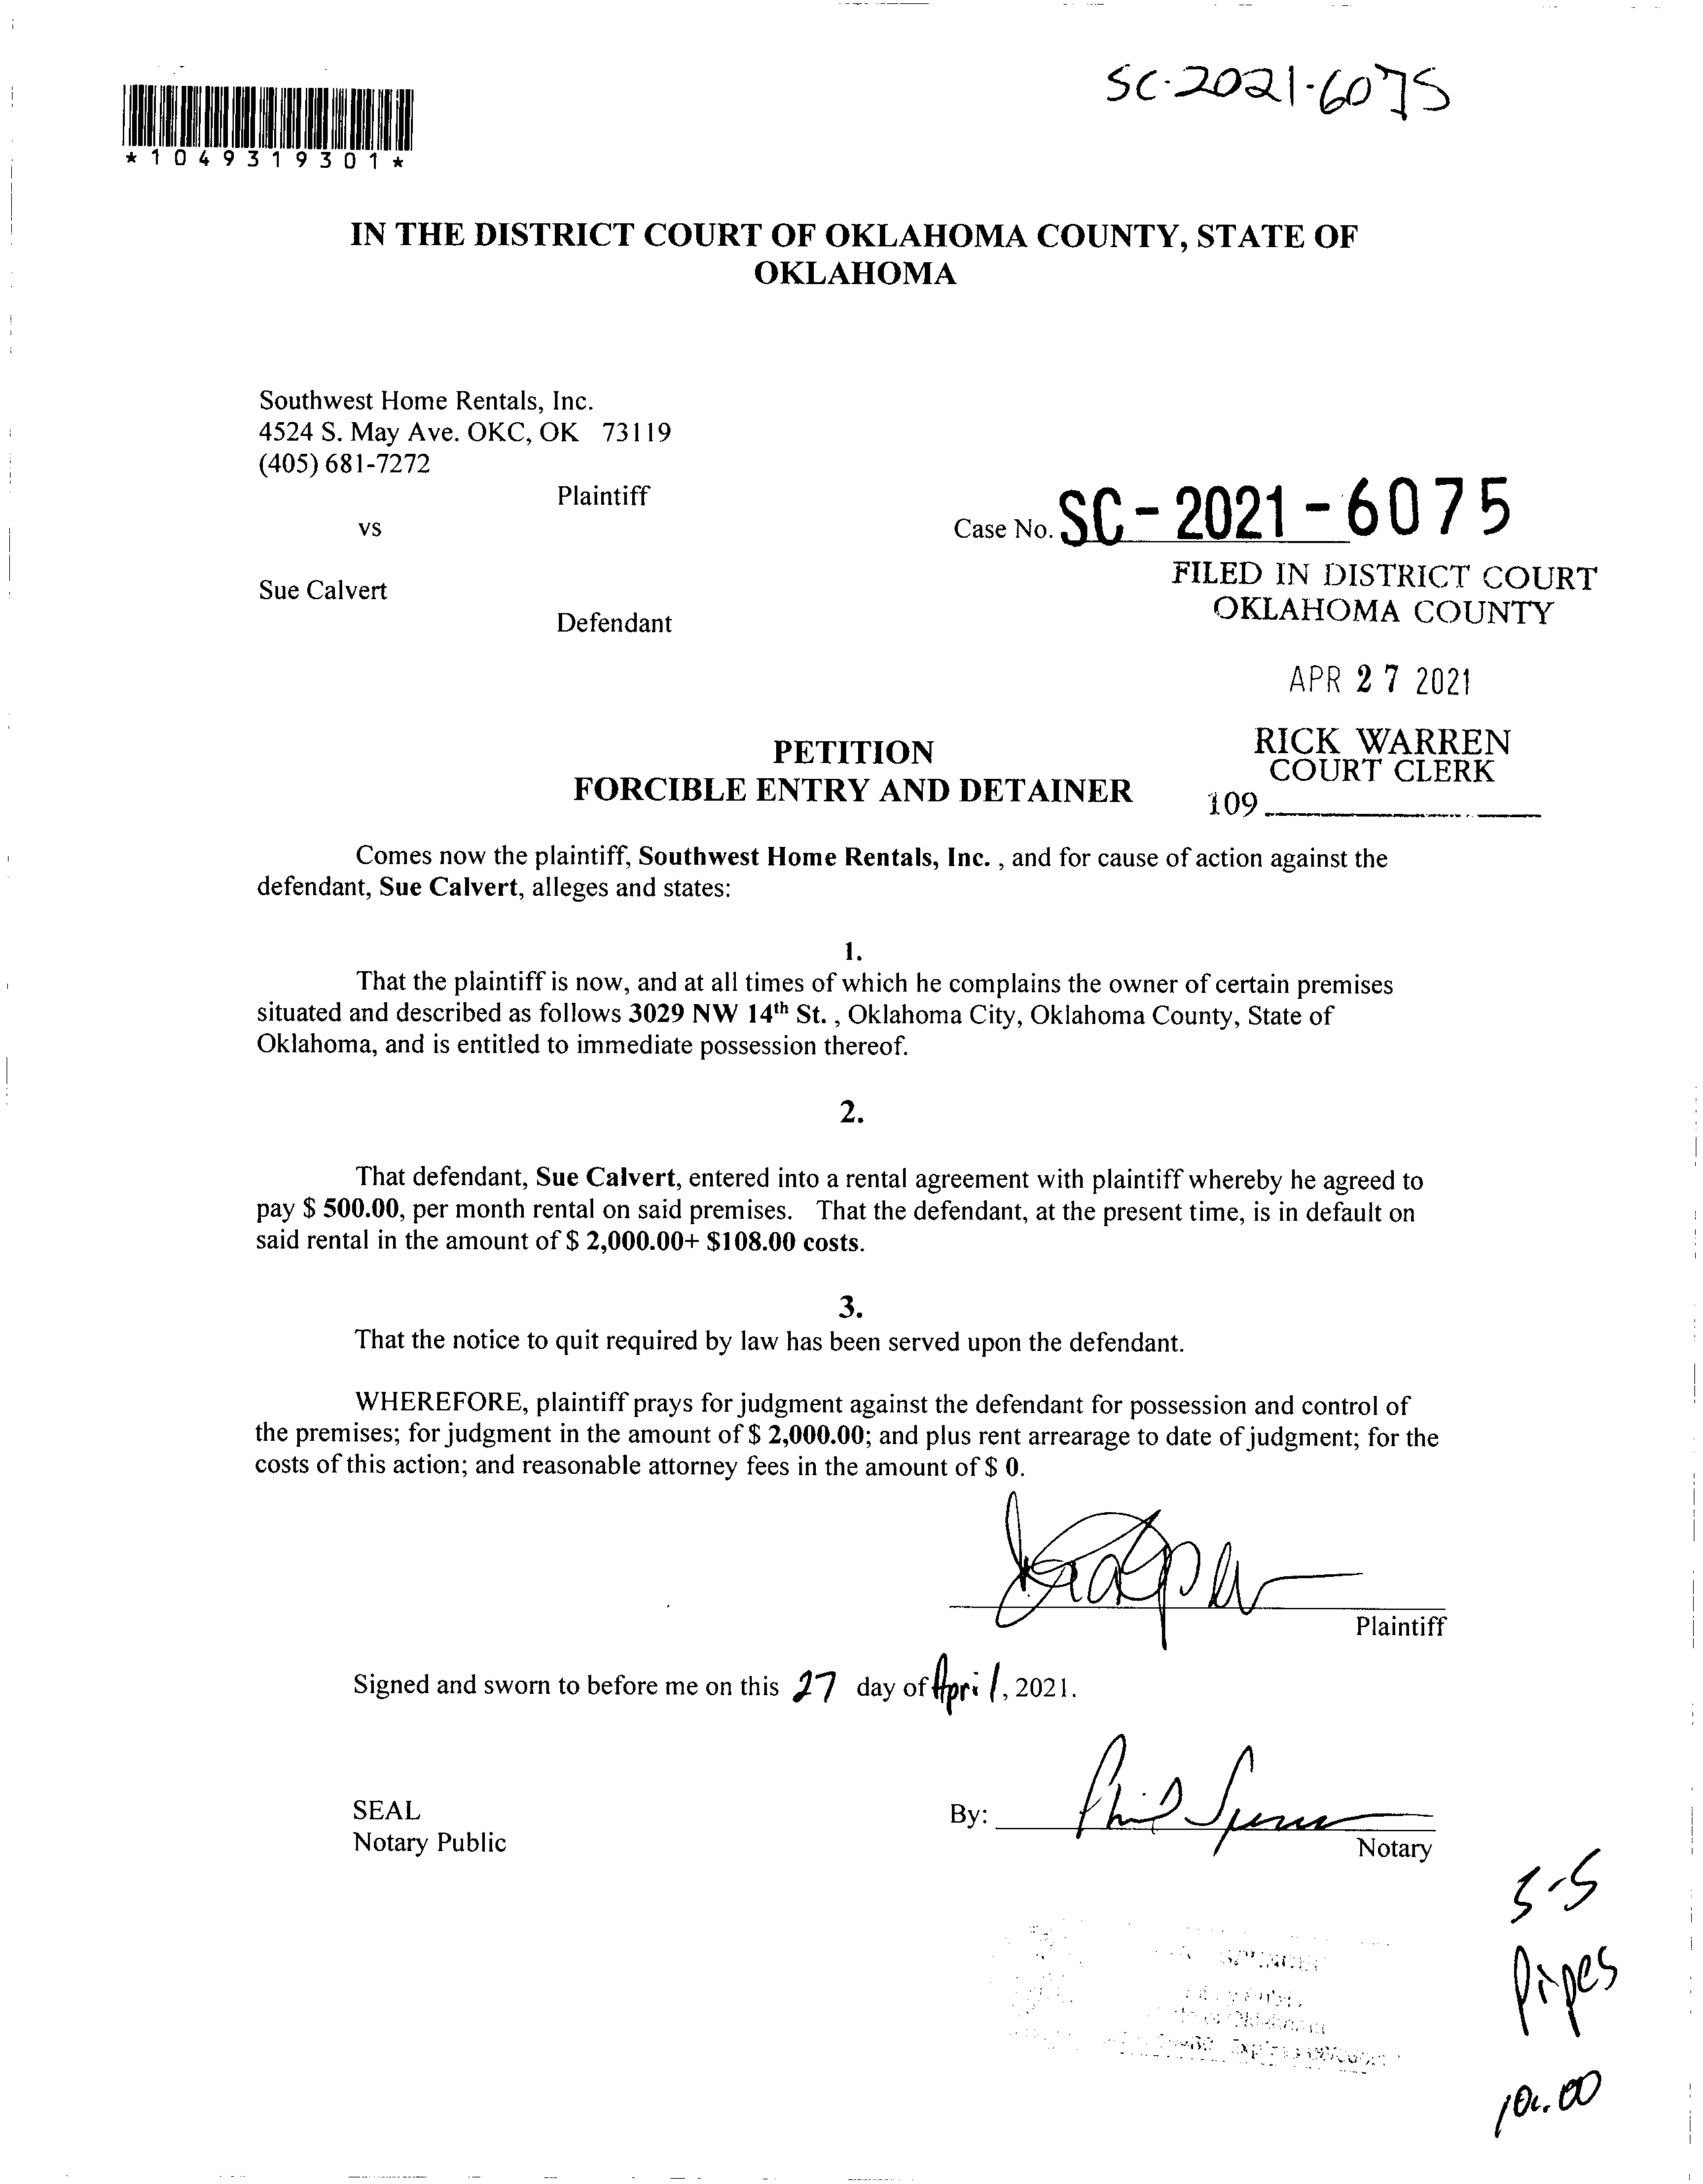 SC-2021-6075
*1049319301*
IN THE DISTRICT COURT OF OKLAHOMA COUNTY, STATE OF
OKLAHOMA
Southwest Home Rentals, Inc.
4524 S. May Ave. OKC, OK 73119
(405) 681-7272
Plaintiff
vs
Case No. SC-2021-6075
FILED IN DISTRICT COURT
OKLAHOMA COUNTY
Sue Calvert
Defendant
APR 27 2021
RICK WARREN
COURT CLERK
109
PETITION
FORCIBLE ENTRY AND DETAINER
Comes now the plaintiff, Southwest Home Rentals, Inc. , and for cause of action against the
defendant, Sue Calvert, alleges and states:
1.
That the plaintiff is now, and at all times of which he complains the owner of certain premises
situated and described as follows 3029 NW 14th St. , Oklahoma City, Oklahoma County, State of
Oklahoma, and is entitled to immediate possession thereof.
2.
That defendant, Sue Calvert, entered into a rental agreement with plaintiff whereby he agreed to
pay $ 500.00, per month rental on said premises. That the defendant, at the present time, is in default on
said rental in the amount of $ 2,000.00+ $108.00 costs.
3.
That the notice to quit required by law has been served upon the defendant.
WHEREFORE, plaintiff prays for judgment against the defendant for possession and control of
the premises; for judgment in the amount of $ 2,000.00; and plus rent arrearage to date of judgment; for the
costs of this action; and reasonable attorney fees in the amount of $ 0.
Plaintiff
Signed and sworn to before me on this 27 day of April, 2021.
SEAL
Notary Public
By:
Notary
5-5
Pipes